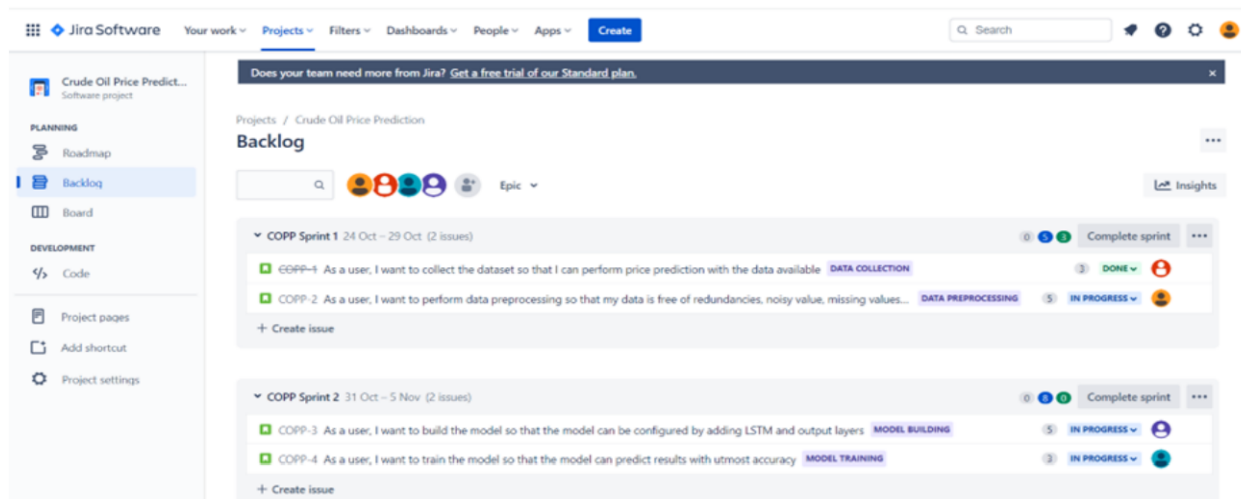 Jira Software Your work Projects Filters Dashboards People Apps Create Search
Does your team need more from Jira? Get a free trial of our Standard plan.
Crude Oil Price Predict...
Software project
PLANNING
Roadmap
Backlog
Board
DEVELOPMENT
Code
Project pages
Add shortcut
Project settings
Projects / Crude Oil Price Prediction
Backlog
Epic
Insights
COPP Sprint 1 24 Oct – 29 Oct (2 issues) 0 5 3 Complete sprint
COPP-1 As a user, I want to collect the dataset so that I can perform price prediction with the data available DATA COLLECTION 3 DONE
COPP-2 As a user, I want to perform data preprocessing so that my data is free of redundancies, noisy value, missing values... DATA PREPROCESSING 5 IN PROGRESS
+ Create issue
COPP Sprint 2 31 Oct – 5 Nov (2 issues) 0 8 0 Complete sprint
COPP-3 As a user, I want to build the model so that the model can be configured by adding LSTM and output layers MODEL BUILDING 5 IN PROGRESS
COPP-4 As a user, I want to train the model so that the model can predict results with utmost accuracy MODEL TRAINING 3 IN PROGRESS
+ Create issue